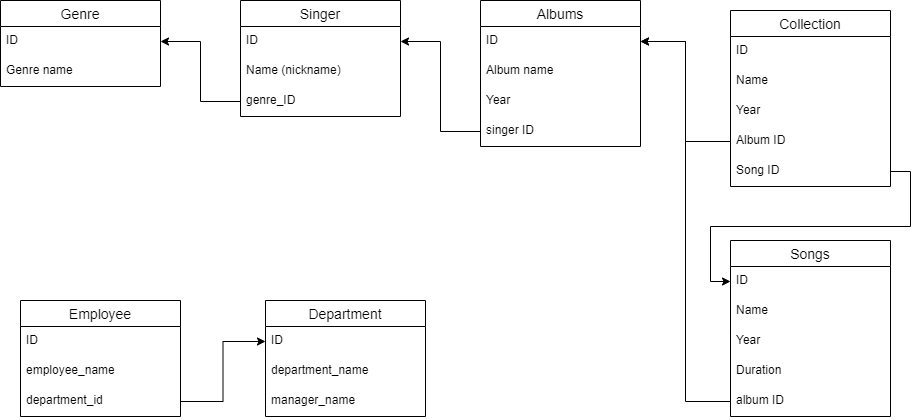 Genre
ID
Genre name
Singer
ID
Name (nickname)
genre_ID
Albums
ID
Album name
Year
singer ID
Collection
ID
Name
Year
Album ID
Song ID
Songs
ID
Name
Year
Duration
album ID
Employee
ID
employee_name
department_id
Department
ID
department_name
manager_name